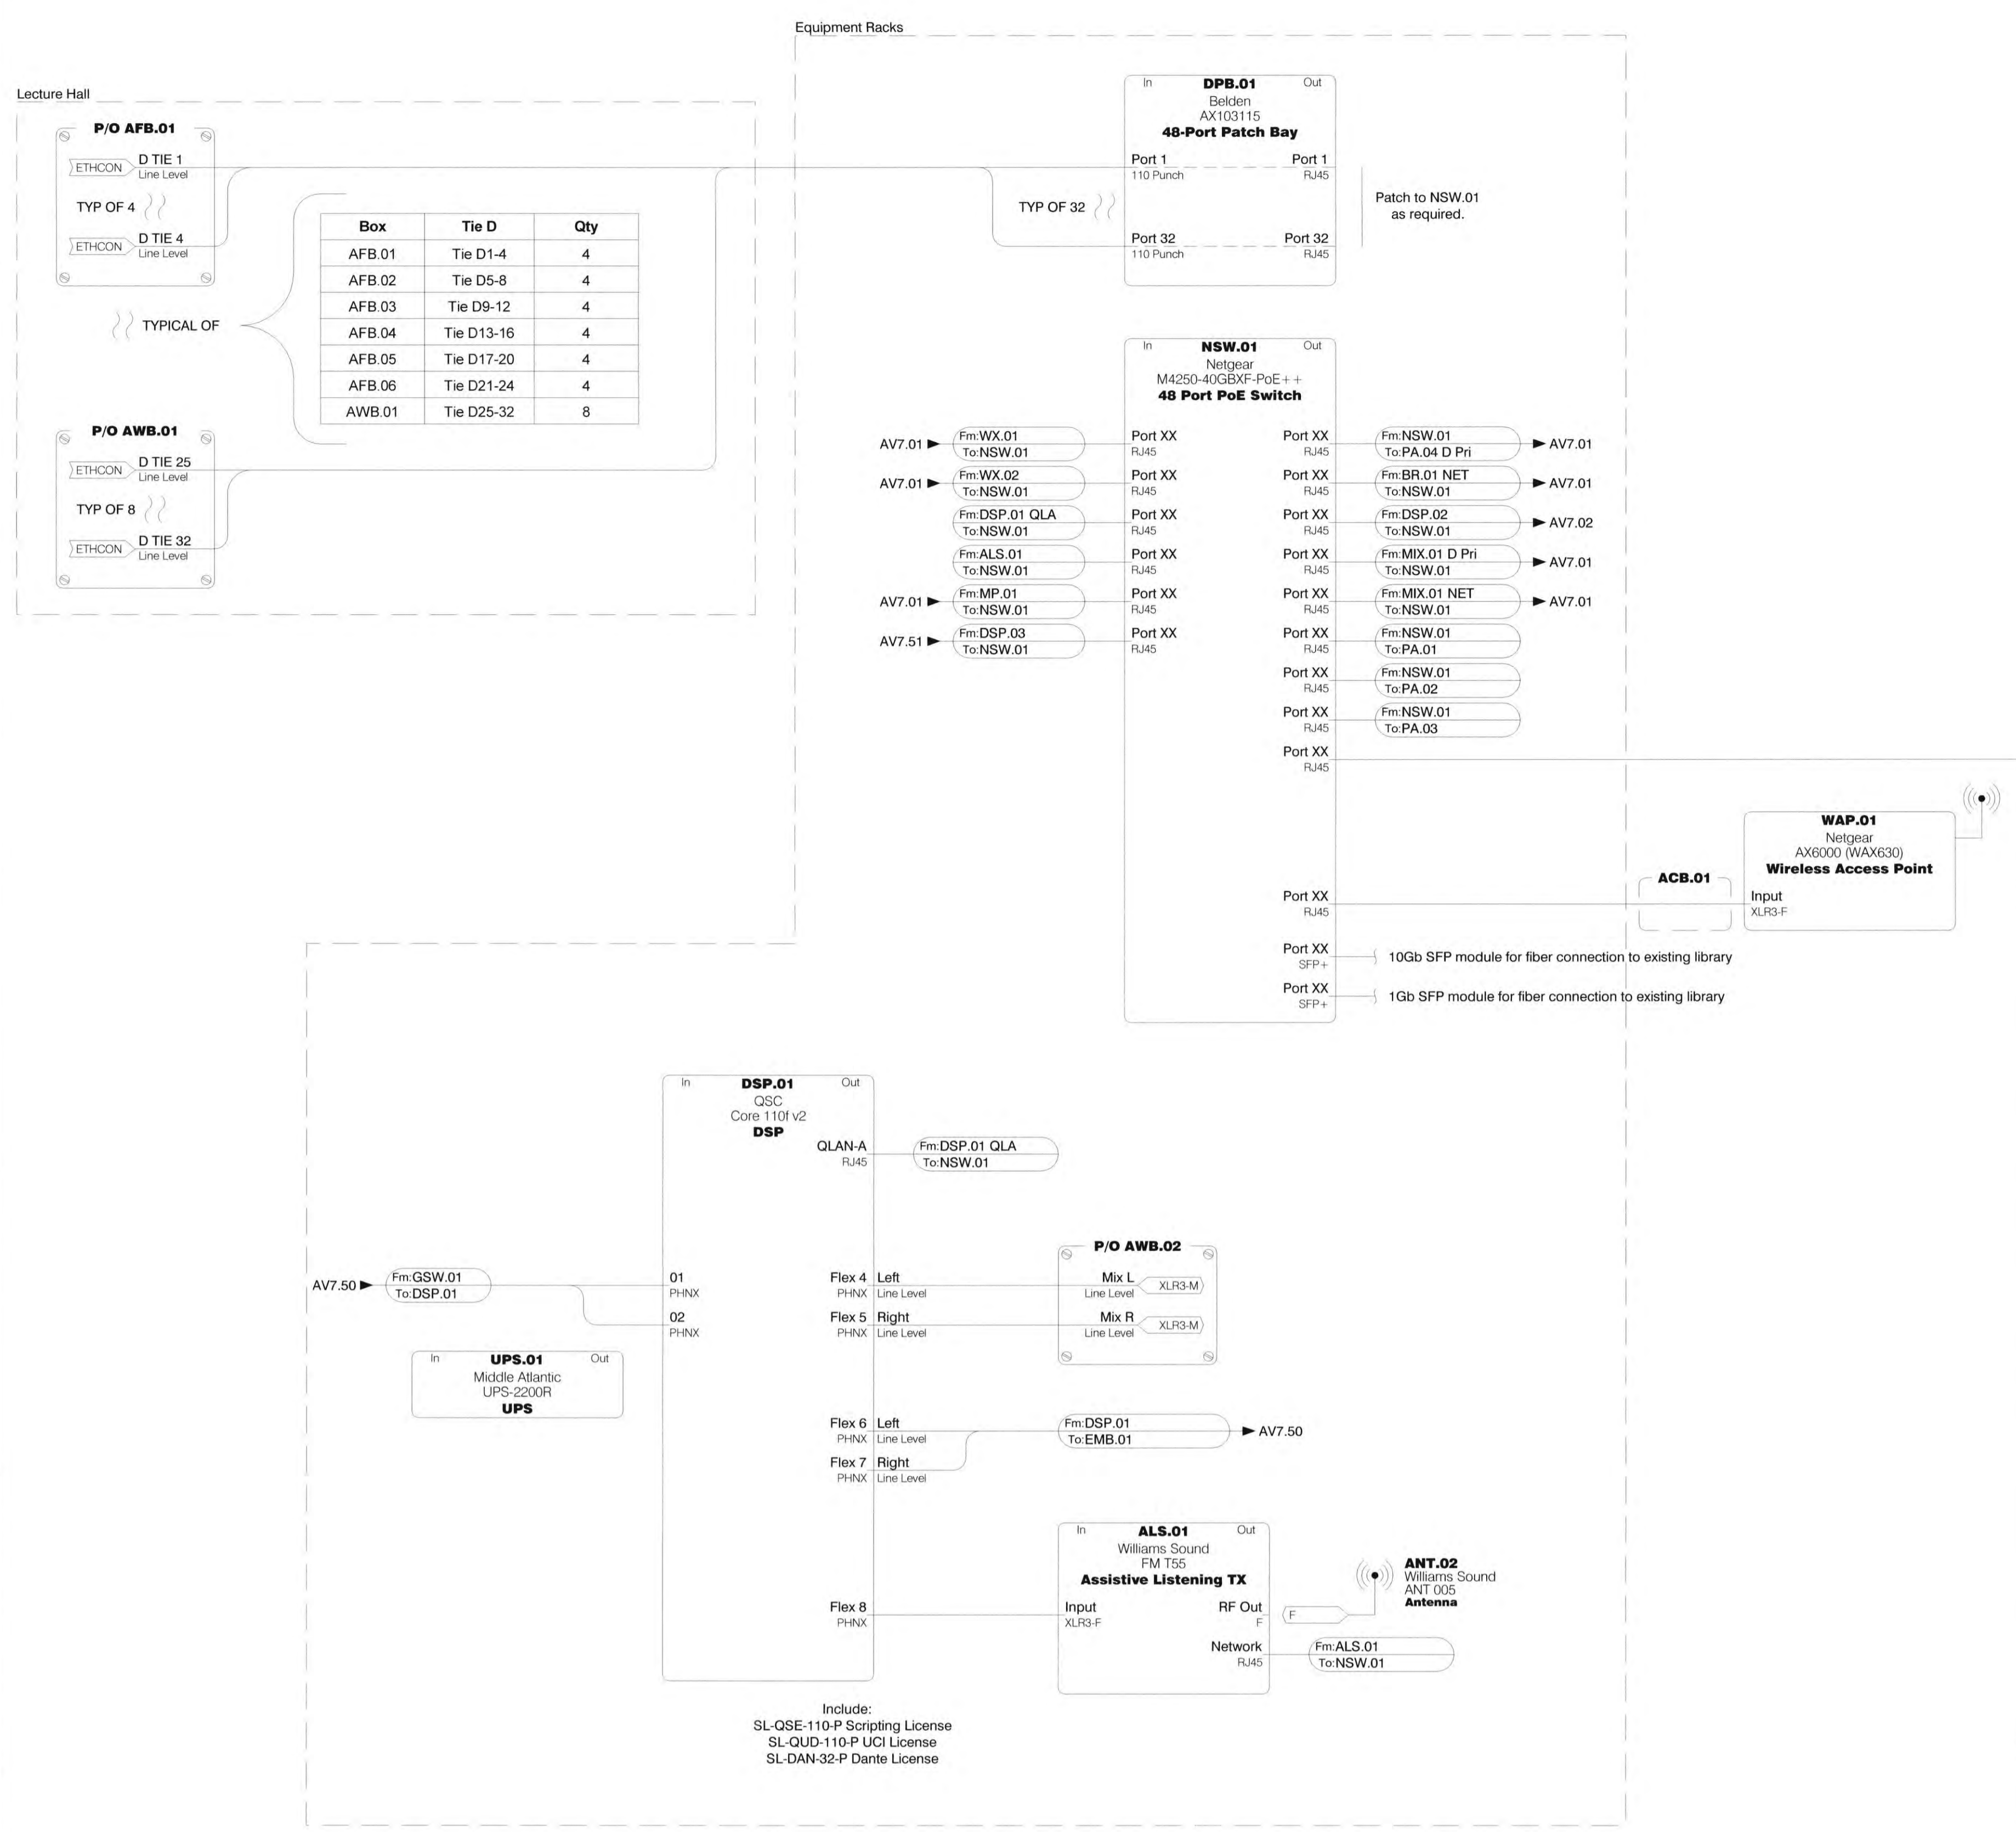 Equipment Racks
Lecture Hall
P/O AFB.01
ETHCON
D TIE 1
Line Level
TYP OF 4
ETHCON
D TIE 4
Line Level
TYPICAL OF
Box Tie D Qty
AFB.01 Tie D1-4 4
AFB.02 Tie D5-8 4
AFB.03 Tie D9-12 4
AFB.04 Tie D13-16 4
AFB.05 Tie D17-20 4
AFB.06 Tie D21-24 4
AWB.01 Tie D25-32 8
P/O AWB.01
ETHCON
D TIE 25
Line Level
TYP OF 8
ETHCON
D TIE 32
Line Level
In DPB.01 Out
Belden
AX103115
48-Port Patch Bay
Port 1 Port 1
110 Punch RJ45
TYP OF 32
Port 32 Port 32
110 Punch RJ45
Patch to NSW.01
as required.
In NSW.01 Out
Netgear
M4250-40GBXF-PoE++
48 Port PoE Switch
AV7.01
Fm:WX.01
To:NSW.01
Port XX
RJ45
AV7.01
Fm:WX.02
To:NSW.01
Port XX
RJ45
Fm:DSP.01 QLA
To:NSW.01
Port XX
RJ45
Fm:ALS.01
To:NSW.01
Port XX
RJ45
AV7.01
Fm:MP.01
To:NSW.01
Port XX
RJ45
AV7.51
Fm:DSP.03
To:NSW.01
Port XX
RJ45
Port XX
RJ45
Fm:NSW.01
To:PA.04 D Pri
AV7.01
Port XX
RJ45
Fm:BR.01 NET
To:NSW.01
AV7.01
Port XX
RJ45
Fm:DSP.02
To:NSW.01
AV7.02
Port XX
RJ45
Fm:MIX.01 D Pri
To:NSW.01
AV7.01
Port XX
RJ45
Fm:MIX.01 NET
To:NSW.01
AV7.01
Port XX
RJ45
Fm:NSW.01
To:PA.01
Port XX
RJ45
Fm:NSW.01
To:PA.02
Port XX
RJ45
Fm:NSW.01
To:PA.03
Port XX
RJ45
Port XX
RJ45
ACB.01
WAP.01
Netgear
AX6000 (WAX630)
Wireless Access Point
Input
XLR3-F
Port XX
SFP+
10Gb SFP module for fiber connection to existing library
Port XX
SFP+
1Gb SFP module for fiber connection to existing library
In DSP.01 Out
QSC
Core 110f v2
DSP
QLAN-A
RJ45
Fm:DSP.01 QLA
To:NSW.01
AV7.50
Fm:GSW.01
To:DSP.01
01
PHNX
02
PHNX
Flex 4 Left
PHNX Line Level
Flex 5 Right
PHNX Line Level
P/O AWB.02
Mix L
Line Level
XLR3-M
Mix R
Line Level
XLR3-M
In UPS.01 Out
Middle Atlantic
UPS-2200R
UPS
Flex 6 Left
PHNX Line Level
Flex 7 Right
PHNX Line Level
Fm:DSP.01
To:EMB.01
AV7.50
Flex 8
PHNX
In ALS.01 Out
Williams Sound
FM T55
Assistive Listening TX
Input
XLR3-F
RF Out
F
F
ANT.02
Williams Sound
ANT 005
Antenna
Network
RJ45
Fm:ALS.01
To:NSW.01
Include:
SL-QSE-110-P Scripting License
SL-QUD-110-P UCI License
SL-DAN-32-P Dante License